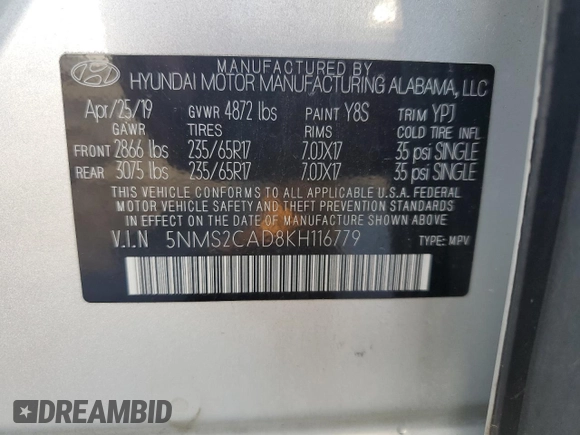 MANUFACTURED BY
HYUNDAI MOTOR MANUFACTURING ALABAMA, LLC
Apr/25/19 GVWR 4872 lbs PAINT Y8S TRIM YPJ
GAWR TIRES RIMS COLD TIRE INFL
FRONT 2866 lbs 235/65R17 7.0JX17 35 psi SINGLE
REAR 3075 lbs 235/65R17 7.0JX17 35 psi SINGLE
THIS VEHICLE CONFORMS TO ALL APPLICABLE U.S.A. FEDERAL
MOTOR VEHICLE SAFETY AND THEFT PREVENTION STANDARDS
IN EFFECT ON THE DATE OF MANUFACTURE SHOWN ABOVE
V.I.N 5NMS2CAD8KH116779 TYPE: MPV
DREAMBID